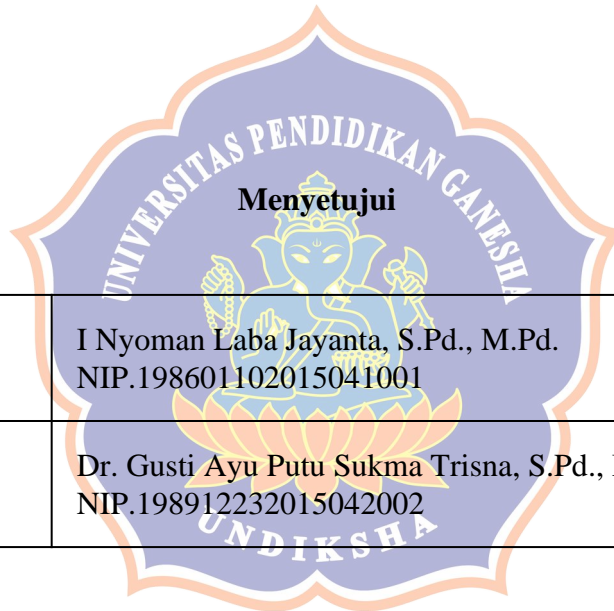 UNIVERSITAS PENDIDIKAN GANESHA
Menyetujui
I Nyoman Laba Jayanta, S.Pd., M.Pd.
NIP.198601102015041001
Dr. Gusti Ayu Putu Sukma Trisna, S.Pd.,
NIP.198912232015042002
UNDIKSHA